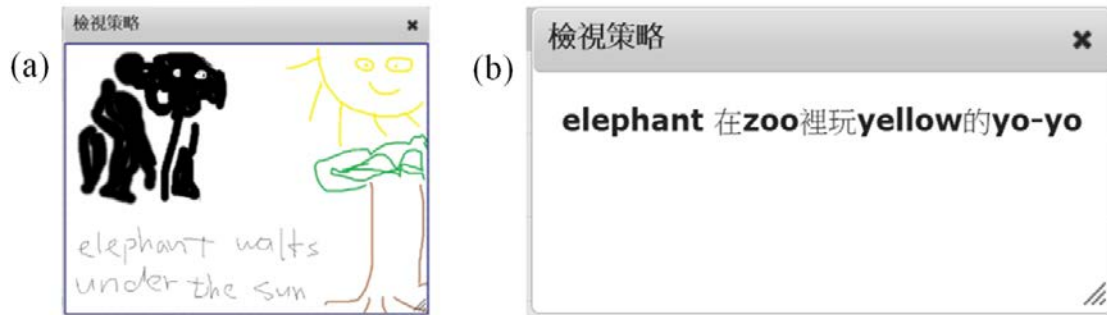 (a)
檢視策略
elephant walts
under the sun
(b)
檢視策略
elephant 在zoo裡玩yellow的yo-yo